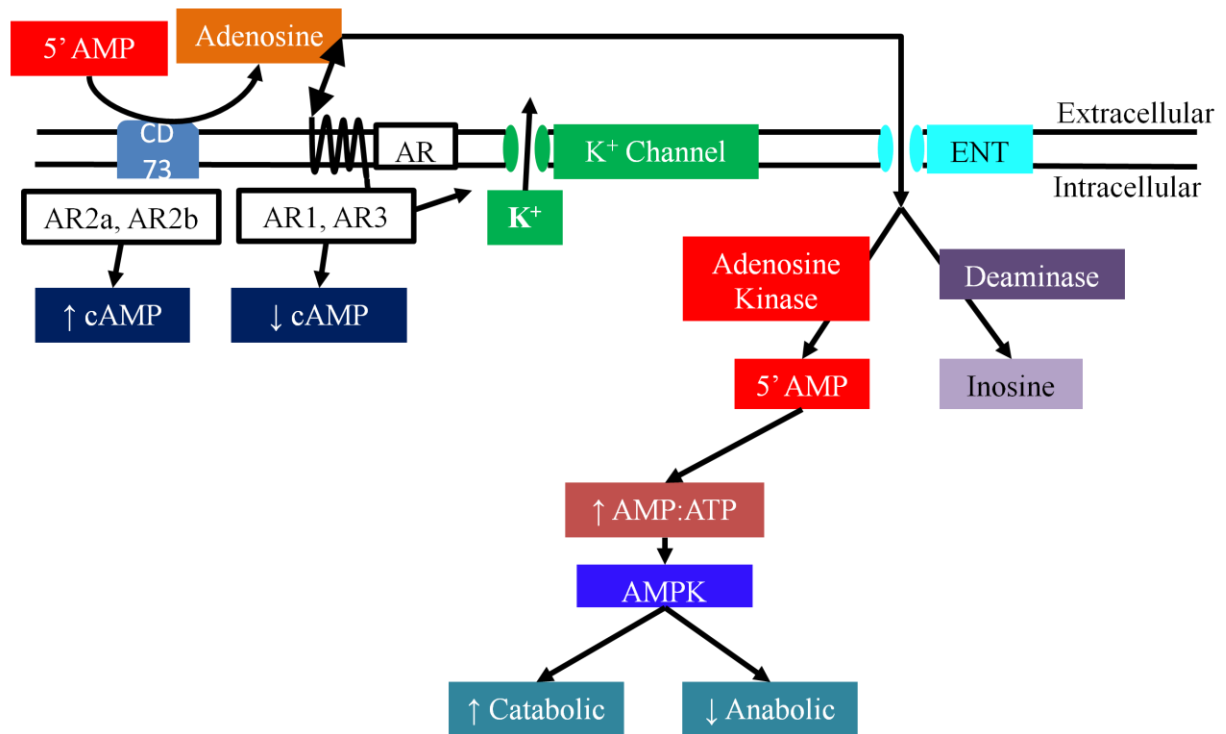 5’ AMP
Adenosine
CD
73
AR
K⁺ Channel
ENT
Extracellular
Intracellular
AR2a, AR2b
AR1, AR3
K⁺
↑ cAMP
↓ cAMP
Adenosine
Kinase
Deaminase
5’ AMP
Inosine
↑ AMP:ATP
AMPK
↑ Catabolic
↓ Anabolic